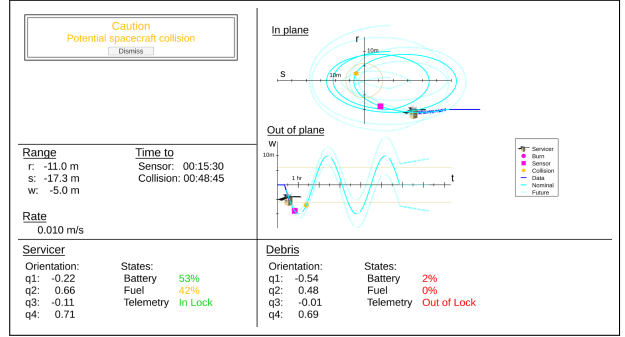 Caution
Potential spacecraft collision
Dismiss
In plane
r
10m
s
10m
Out of plane
w
10m
1 hr
t
Servicer
Burn
Sensor
Collision
Data
Nominal
Future
Range
r: -11.0 m
s: -17.3 m
w: -5.0 m
Time to
Sensor: 00:15:30
Collision: 00:48:45
Rate
0.010 m/s
Servicer
Orientation:
q1: -0.22
q2: 0.66
q3: -0.11
q4: 0.71
States:
Battery 53%
Fuel 42%
Telemetry In Lock
Debris
Orientation:
q1: -0.54
q2: 0.48
q3: -0.01
q4: 0.69
States:
Battery 2%
Fuel 0%
Telemetry Out of Lock